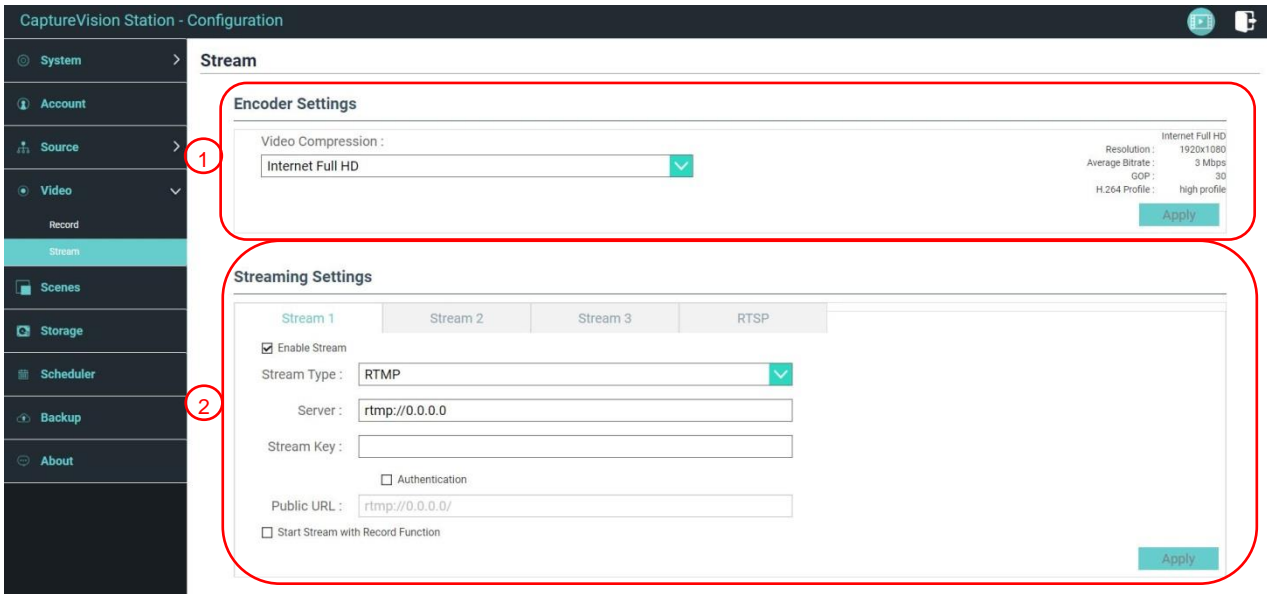 CaptureVision Station - Configuration
System
Account
Source
Video
Record
Stream
Scenes
Storage
Scheduler
Backup
About
Stream
1
Encoder Settings
Video Compression :
Internet Full HD
Internet Full HD
Resolution : 1920x1080
Average Bitrate : 3 Mbps
GOP : 30
H.264 Profile : high profile
Apply
2
Streaming Settings
Stream 1 Stream 2 Stream 3 RTSP
Enable Stream
Stream Type : RTMP
Server : rtmp://0.0.0.0
Stream Key :
Authentication
Public URL : rtmp://0.0.0.0/
Start Stream with Record Function
Apply